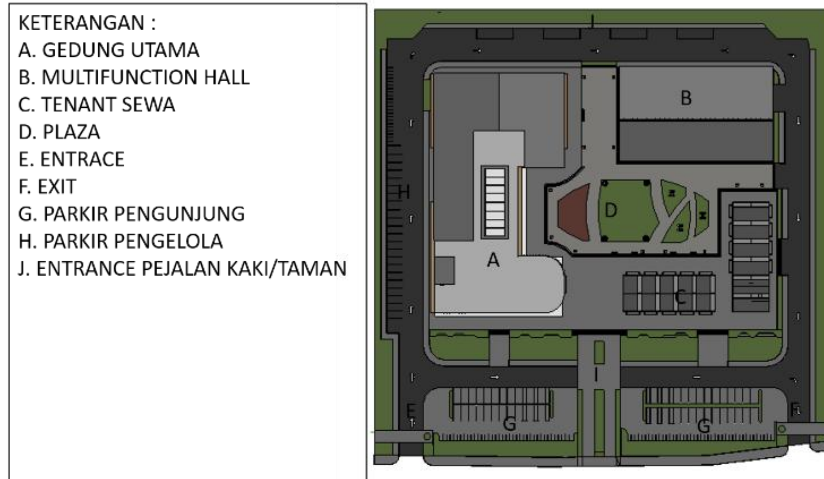 KETERANGAN :
A. GEDUNG UTAMA
B. MULTIFUNCTION HALL
C. TENANT SEWA
D. PLAZA
E. ENTRACE
F. EXIT
G. PARKIR PENGUNJUNG
H. PARKIR PENGELOLA
J. ENTRANCE PEJALAN KAKI/TAMAN
I
B
H
D
A
C
I
E
G
G
F